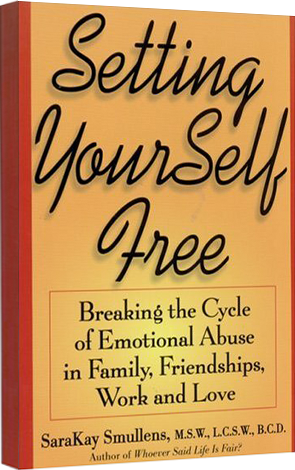 Setting
YourSelf
Free
Breaking the Cycle
of Emotional Abuse
in Family, Friendships,
Work and Love
SaraKay Smullens, M.S.W., L.C.S.W., B.C.D.
Author of Whoever Said Life Is Fair?